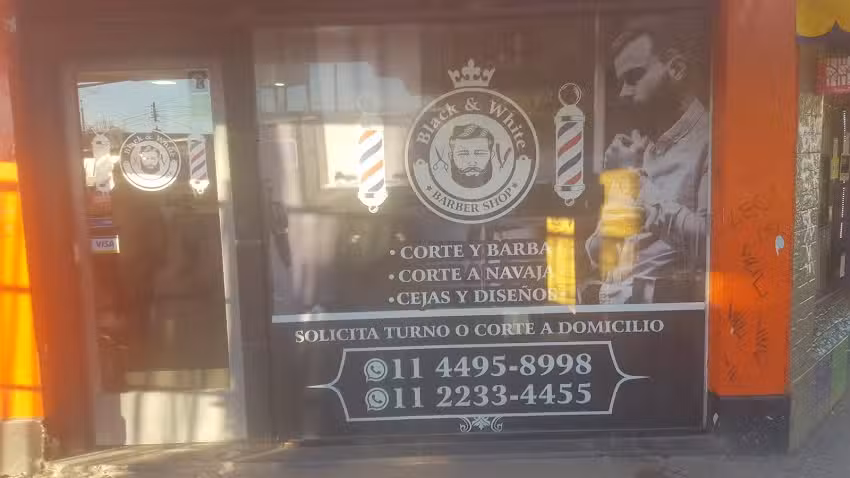 Black & White
BARBER SHOP
VISA
• CORTE Y BARBA
• CORTE A NAVAJA
• CEJAS Y DISEÑOS
SOLICITA TURNO O CORTE A DOMICILIO
11 4495-8998
11 2233-4455